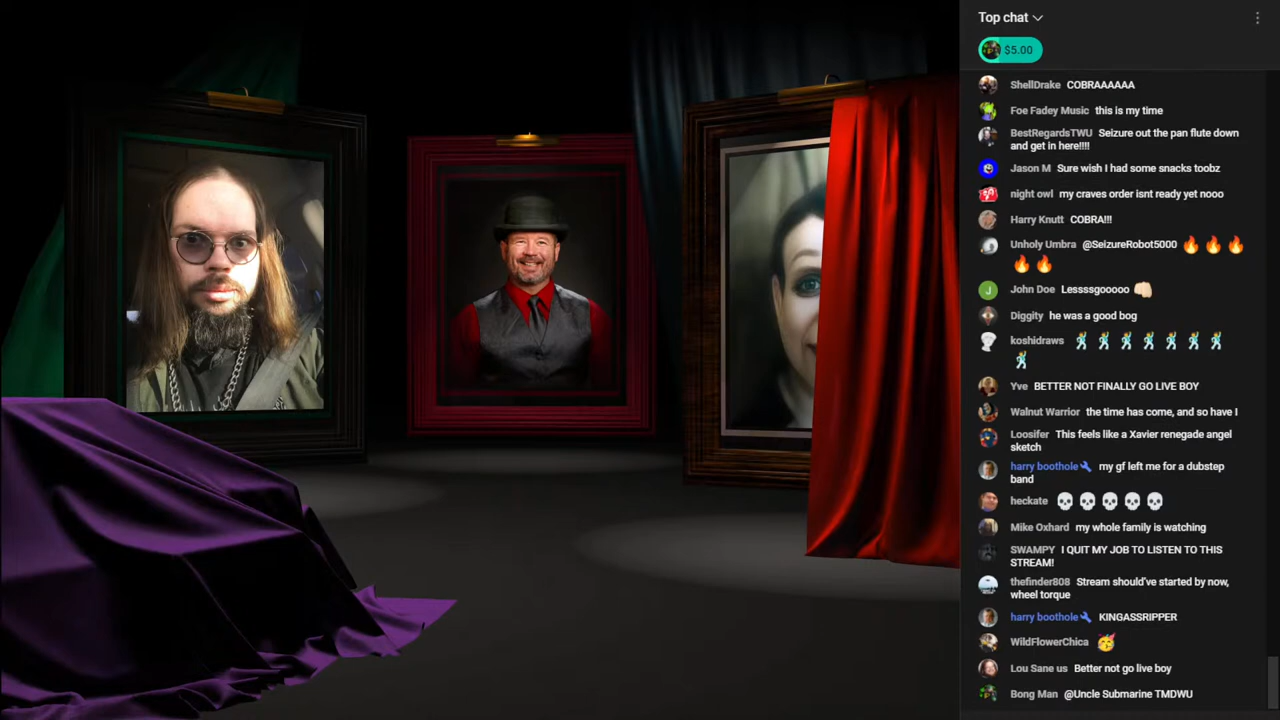 Top chat
$5.00
ShellDrake COBRAAAAAA
Foe Fadey Music this is my time
BestRegardsTWU Seizure out the pan flute down
and get in here!!!!
Jason M Sure wish I had some snacks toobz
night owl my craves order isnt ready yet nooo
Harry Knutt COBRA!!!
Unholy Umbra @SeizureRobot5000 🔥🔥🔥
🔥🔥
John Doe Lessssgooooo 👊🏻
Diggity he was a good bog
koshidraws 🕺🕺🕺🕺🕺🕺🕺
🕺
Yve BETTER NOT FINALLY GO LIVE BOY
Walnut Warrior the time has come, and so have I
Loosifer This feels like a Xavier renegade angel
sketch
harry boothole my gf left me for a dubstep
band
heckate 💀💀💀💀💀
Mike Oxhard my whole family is watching
SWAMPY I QUIT MY JOB TO LISTEN TO THIS
STREAM!
thefinder808 Stream should've started by now,
wheel torque
harry boothole KINGASSRIPPER
WildFlowerChica 🥳
Lou Sane us Better not go live boy
Bong Man @Uncle Submarine TMDWU